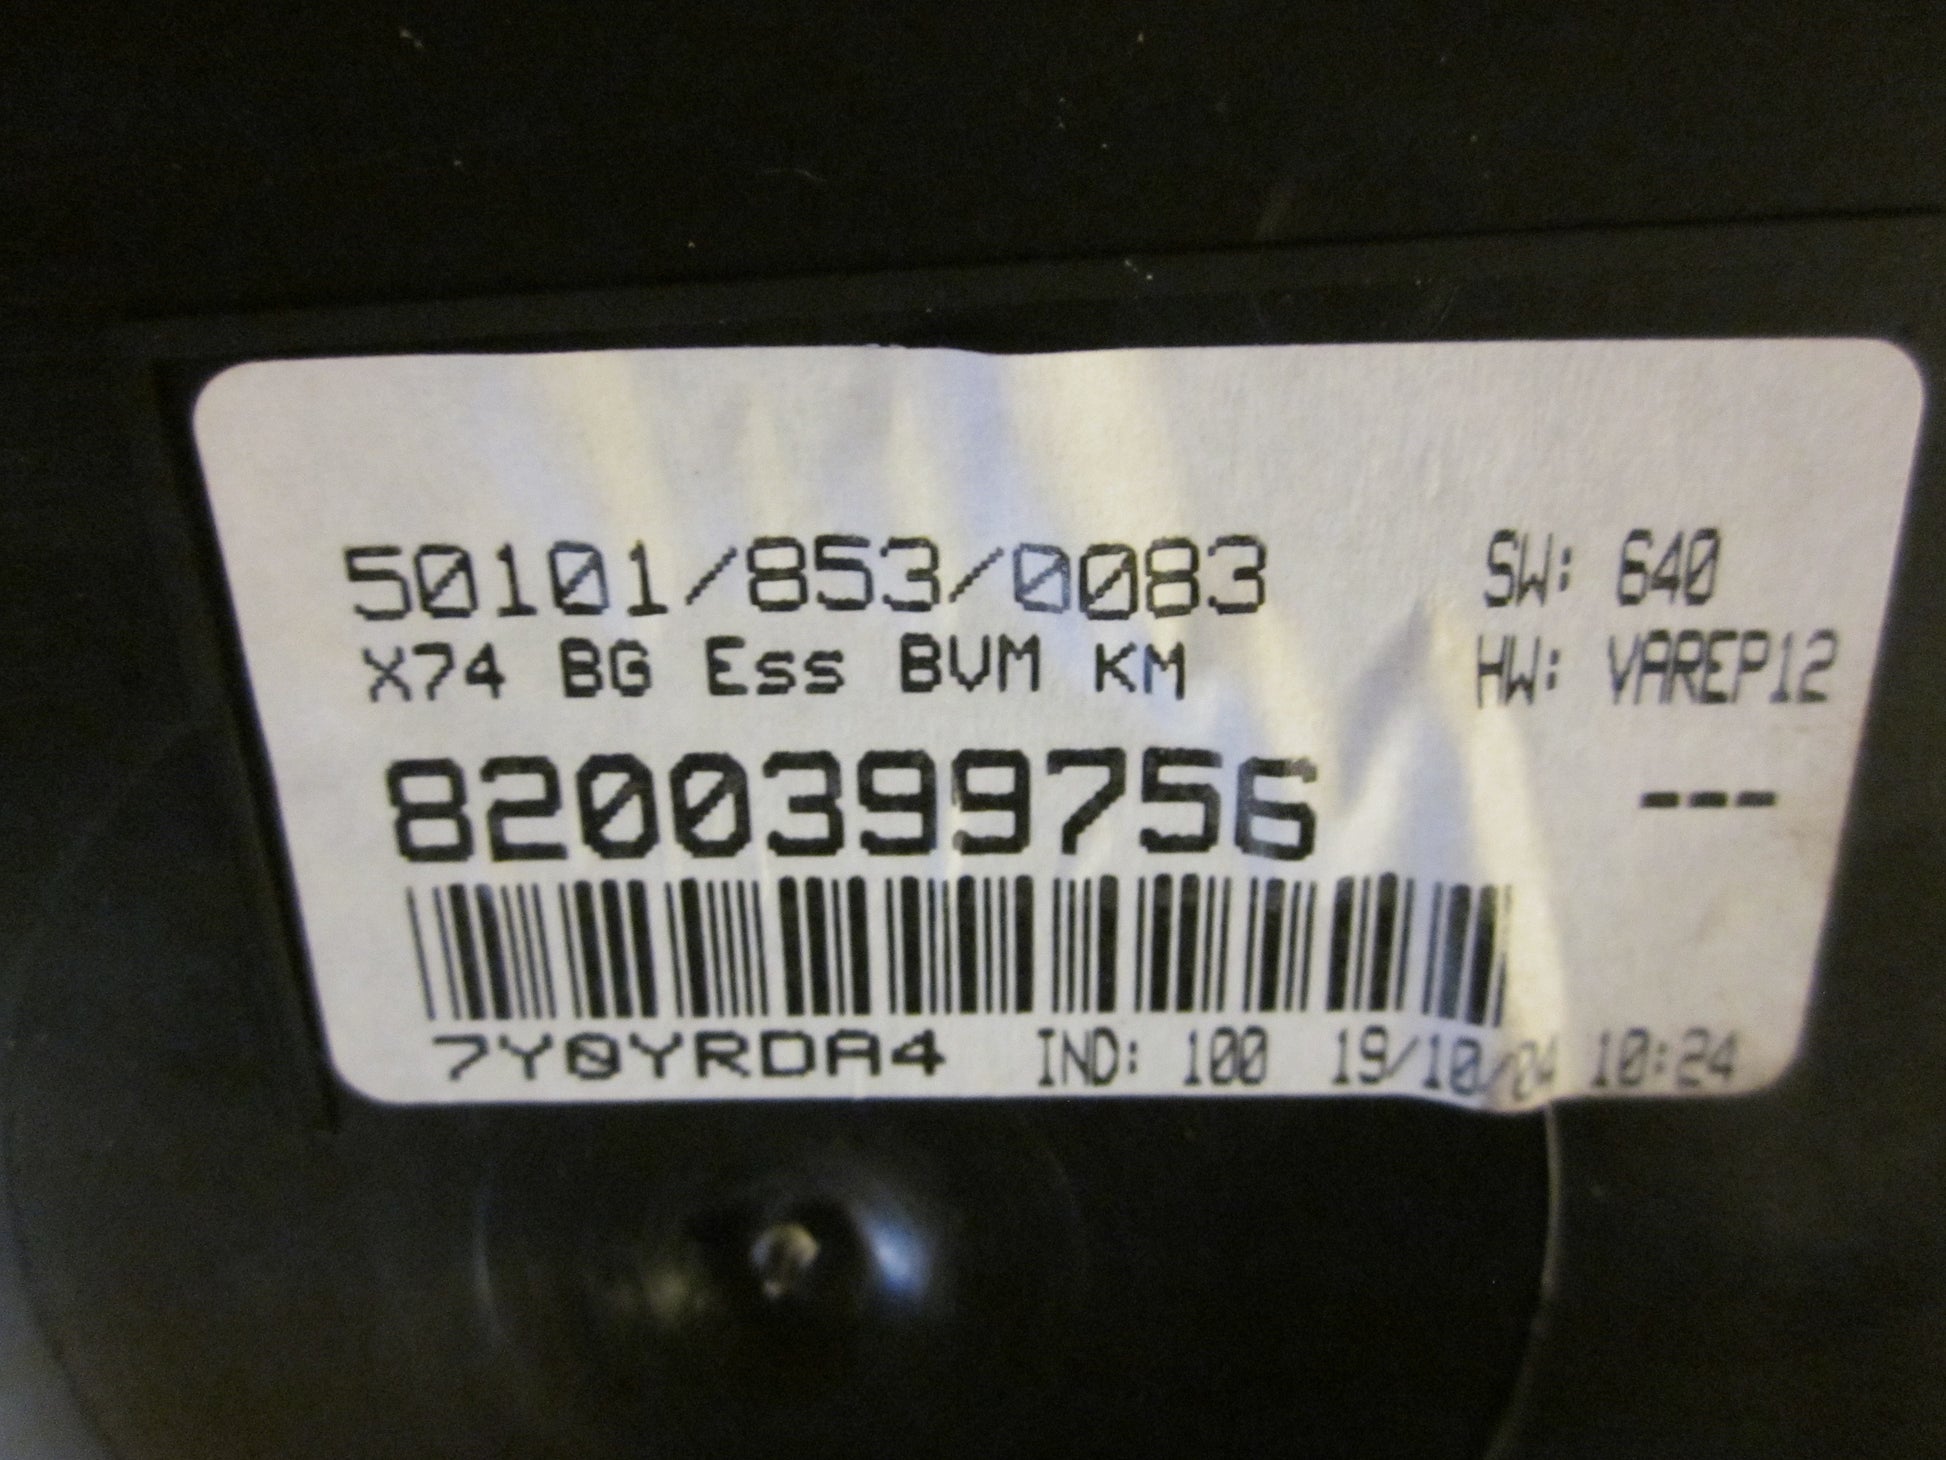 50101/853/0083 SW: 640
X74 BG Ess BVM KM HW: VAREP12
8200399756 ---
7Y0YRDA4 IND: 100 19/10/04 10:24